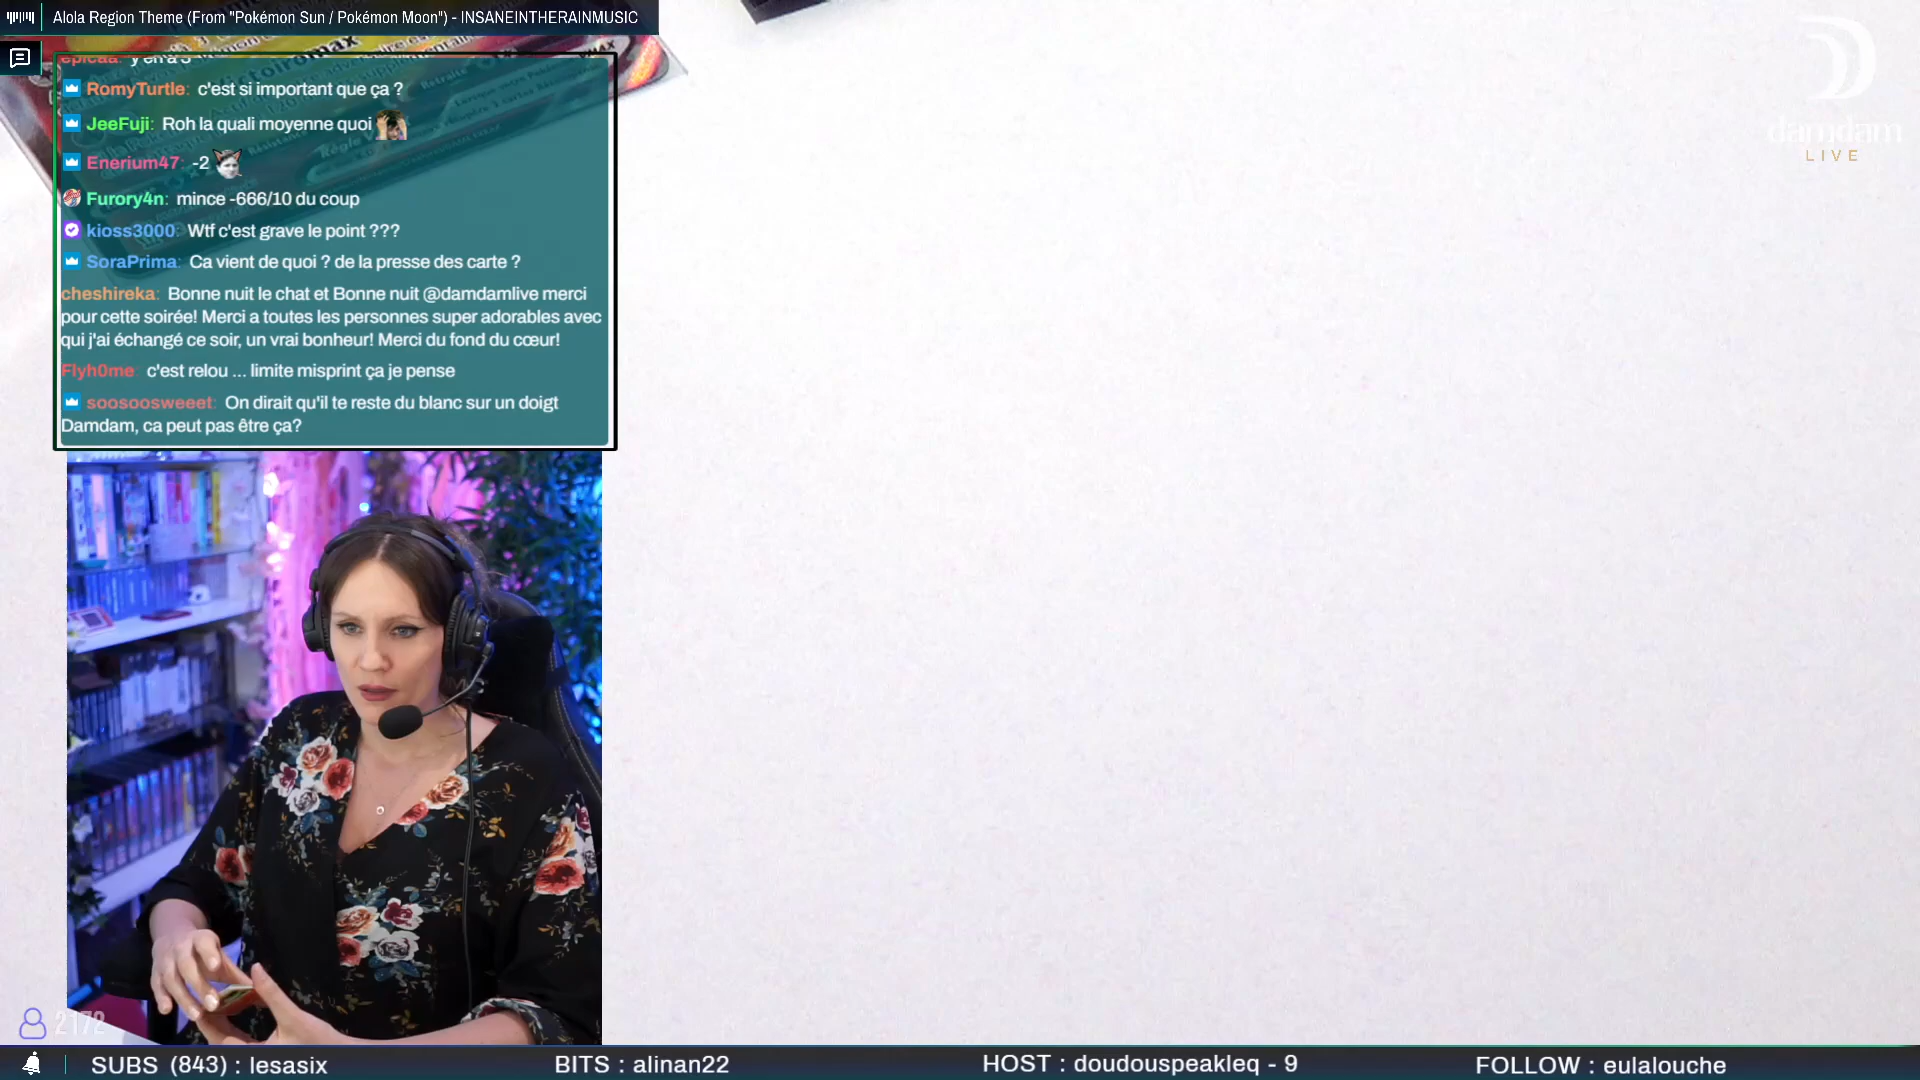 Alola Region Theme (From "Pokémon Sun / Pokémon Moon") - INSANEINTHERAINMUSIC
epicaa: y en a 3
RomyTurtle: c'est si important que ça ?
JeeFuji: Roh la quali moyenne quoi
Enerium47: -2
Furory4n: mince -666/10 du coup
kioss3000: Wtf c'est grave le point ???
SoraPrima: Ca vient de quoi ? de la presse des carte ?
cheshireka: Bonne nuit le chat et Bonne nuit @damdamlive merci
pour cette soirée! Merci a toutes les personnes super adorables avec
qui j'ai échangé ce soir, un vrai bonheur! Merci du fond du cœur!
Flyh0me: c'est relou ... limite misprint ça je pense
soosoosweeet: On dirait qu'il te reste du blanc sur un doigt
Damdam, ca peut pas être ça?
damdam
LIVE
2172
SUBS (843) : lesasix
BITS : alinan22
HOST : doudouspeakleq - 9
FOLLOW : eulalouche